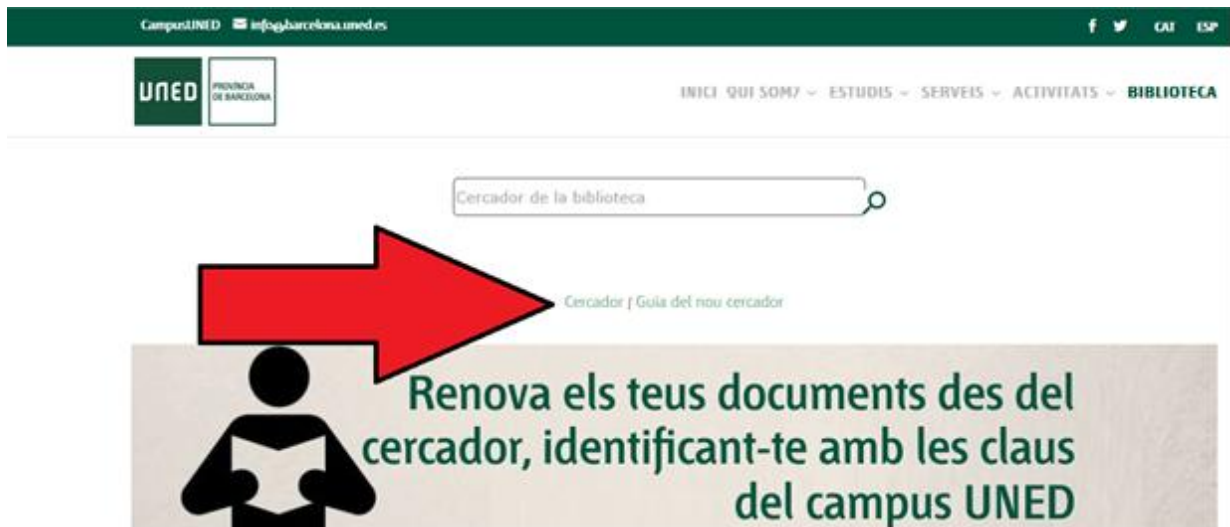 CampusUNED info@barcelona.uned.es CAT ESP
UNED PROVÍNCIA DE BARCELONA
INICI QUI SOM? ESTUDIS SERVEIS ACTIVITATS BIBLIOTECA
Cercador de la biblioteca
Cercador / Guia del nou cercador
Renova els teus documents des del
cercador, identificant-te amb les claus
del campus UNED